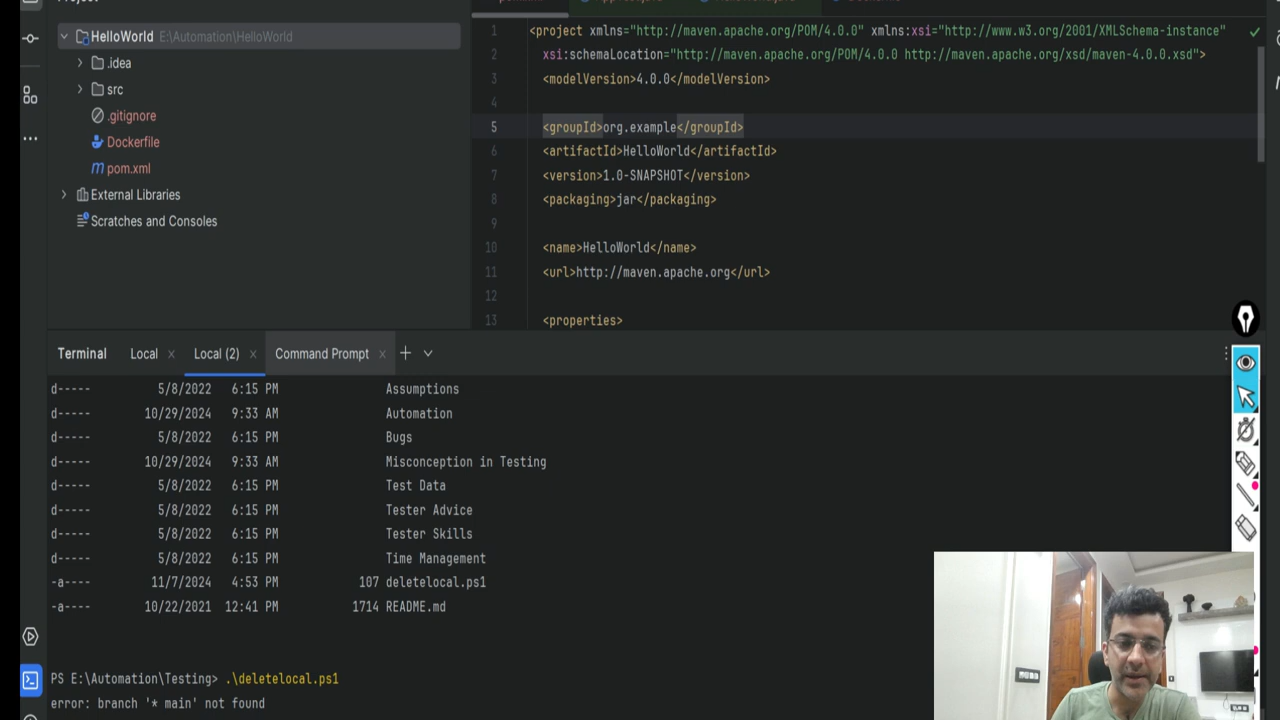 HelloWorld E:\Automation\HelloWorld
.idea
src
.gitignore
Dockerfile
pom.xml
External Libraries
Scratches and Consoles
1 <project xmlns="http://maven.apache.org/POM/4.0.0" xmlns:xsi="http://www.w3.org/2001/XMLSchema-instance"
2 xsi:schemaLocation="http://maven.apache.org/POM/4.0.0 http://maven.apache.org/xsd/maven-4.0.0.xsd">
3 <modelVersion>4.0.0</modelVersion>
4
5 <groupId>org.example</groupId>
6 <artifactId>HelloWorld</artifactId>
7 <version>1.0-SNAPSHOT</version>
8 <packaging>jar</packaging>
9
10 <name>HelloWorld</name>
11 <url>http://maven.apache.org</url>
12
13 <properties>
Terminal Local Local (2) Command Prompt
d----- 5/8/2022 6:15 PM Assumptions
d----- 10/29/2024 9:33 AM Automation
d----- 5/8/2022 6:15 PM Bugs
d----- 10/29/2024 9:33 AM Misconception in Testing
d----- 5/8/2022 6:15 PM Test Data
d----- 5/8/2022 6:15 PM Tester Advice
d----- 5/8/2022 6:15 PM Tester Skills
d----- 5/8/2022 6:15 PM Time Management
-a---- 11/7/2024 4:53 PM 107 deletelocal.ps1
-a---- 10/22/2021 12:41 PM 1714 README.md
PS E:\Automation\Testing> .\deletelocal.ps1
error: branch '* main' not found